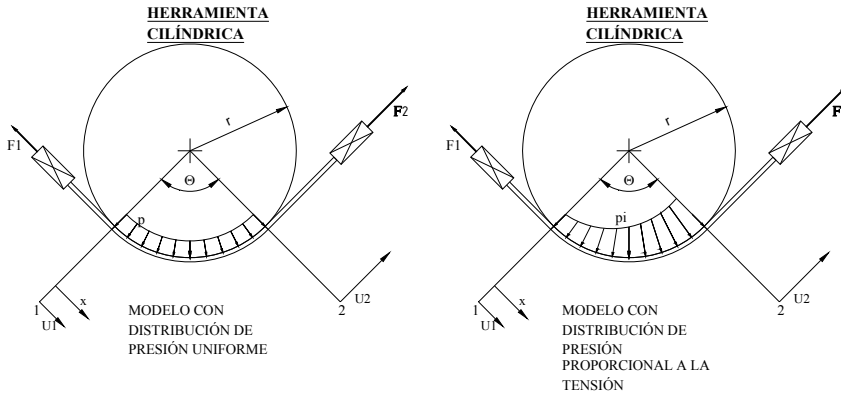 HERRAMIENTA
CILÍNDRICA
r
F1
F2
Θ
p
1
U1
x
2
U2
MODELO CON
DISTRIBUCIÓN DE
PRESIÓN UNIFORME
HERRAMIENTA
CILÍNDRICA
r
F1
F
Θ
pi
1
U1
x
2
U2
MODELO CON
DISTRIBUCIÓN DE
PRESIÓN
PROPORCIONAL A LA
TENSIÓN